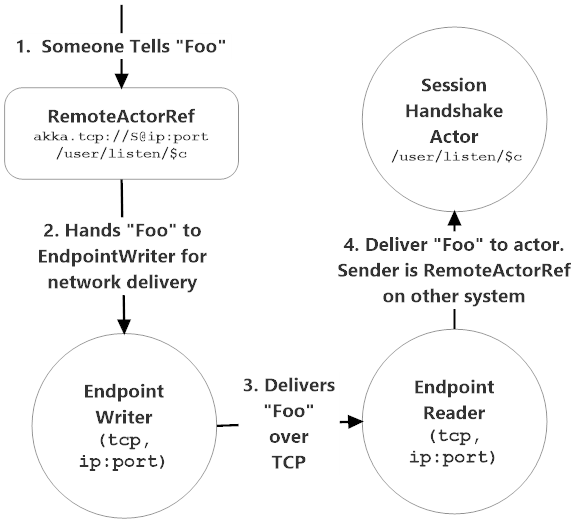 1. Someone Tells "Foo"
RemoteActorRef
akka.tcp://S@ip:port
/user/listen/$c
2. Hands "Foo" to
EndpointWriter for
network delivery
Endpoint
Writer
(tcp,
ip:port)
3. Delivers
"Foo"
over
TCP
Endpoint
Reader
(tcp,
ip:port)
4. Deliver "Foo" to actor.
Sender is RemoteActorRef
on other system
Session
Handshake
Actor
/user/listen/$c